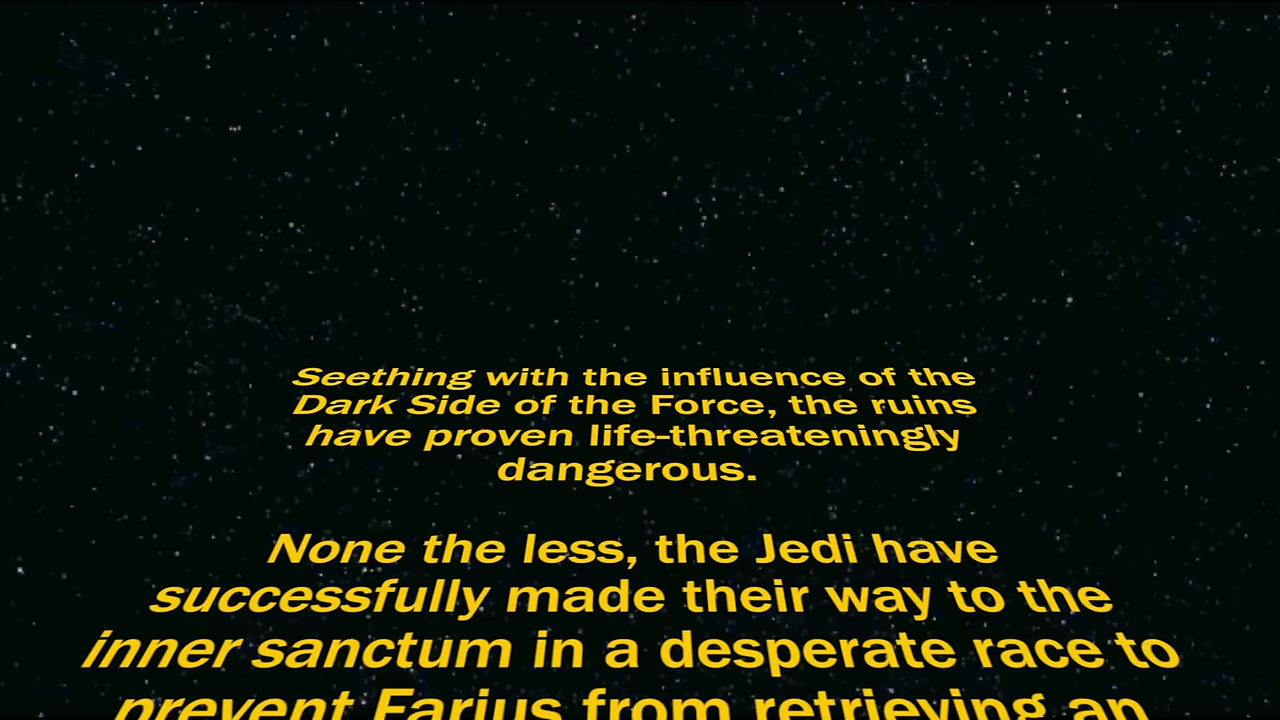 Seething with the influence of the
Dark Side of the Force, the ruins
have proven life-threateningly
dangerous.
None the less, the Jedi have
successfully made their way to the
inner sanctum in a desperate race to
prevent Farius from retrieving an